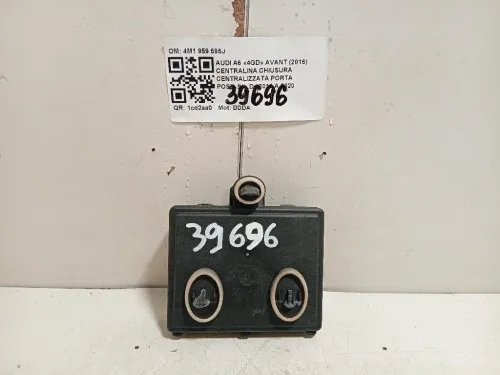 OM: 4M1 959 595J
AUDI A6 «4GD» AVANT (2016)
CENTRALINA CHIUSURA
CENTRALIZZATA PORTA
39696
QR: 1cd2aa0 Mot: DDDA
39696